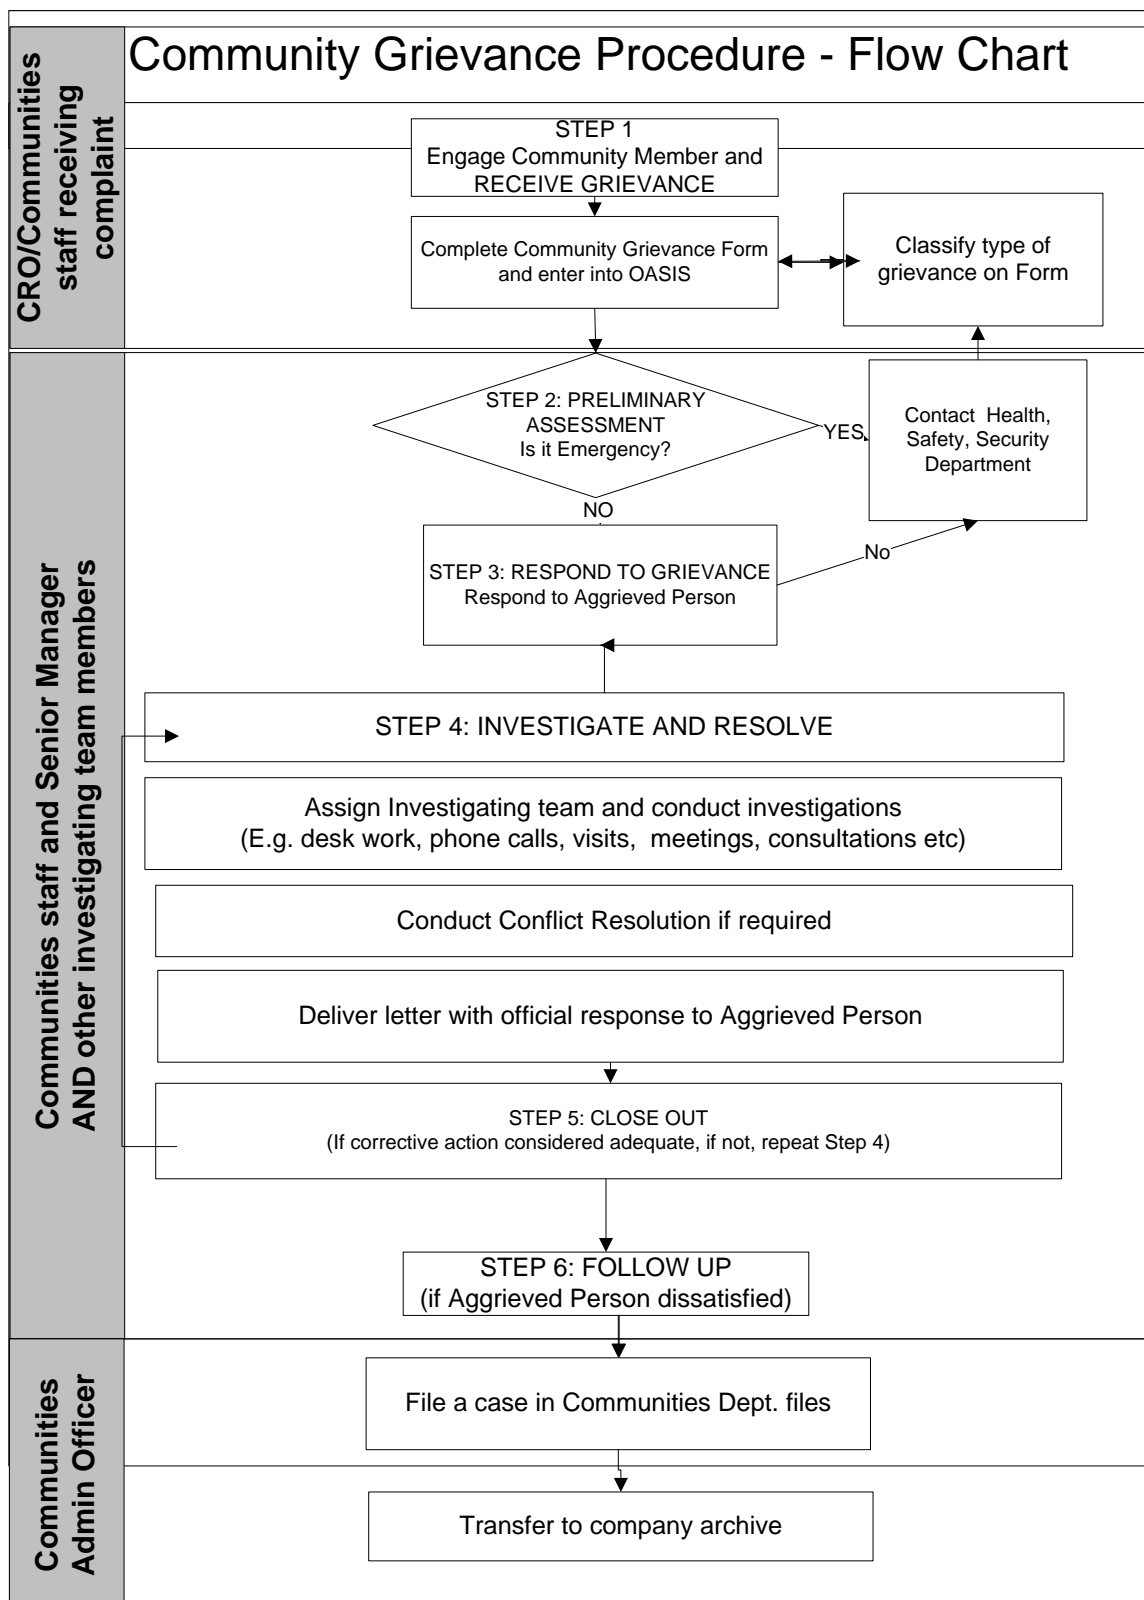 Community Grievance Procedure - Flow Chart
CRO/Communities
staff receiving
complaint
STEP 1
Engage Community Member and
RECEIVE GRIEVANCE
Complete Community Grievance Form
and enter into OASIS
Classify type of
grievance on Form
Communities staff and Senior Manager
AND other investigating team members
STEP 2: PRELIMINARY
ASSESSMENT
Is it Emergency?
YES
Contact Health,
Safety, Security
Department
NO
STEP 3: RESPOND TO GRIEVANCE
Respond to Aggrieved Person
No
STEP 4: INVESTIGATE AND RESOLVE
Assign Investigating team and conduct investigations
(E.g. desk work, phone calls, visits, meetings, consultations etc)
Conduct Conflict Resolution if required
Deliver letter with official response to Aggrieved Person
STEP 5: CLOSE OUT
(If corrective action considered adequate, if not, repeat Step 4)
STEP 6: FOLLOW UP
(if Aggrieved Person dissatisfied)
Communities
Admin Officer
File a case in Communities Dept. files
Transfer to company archive